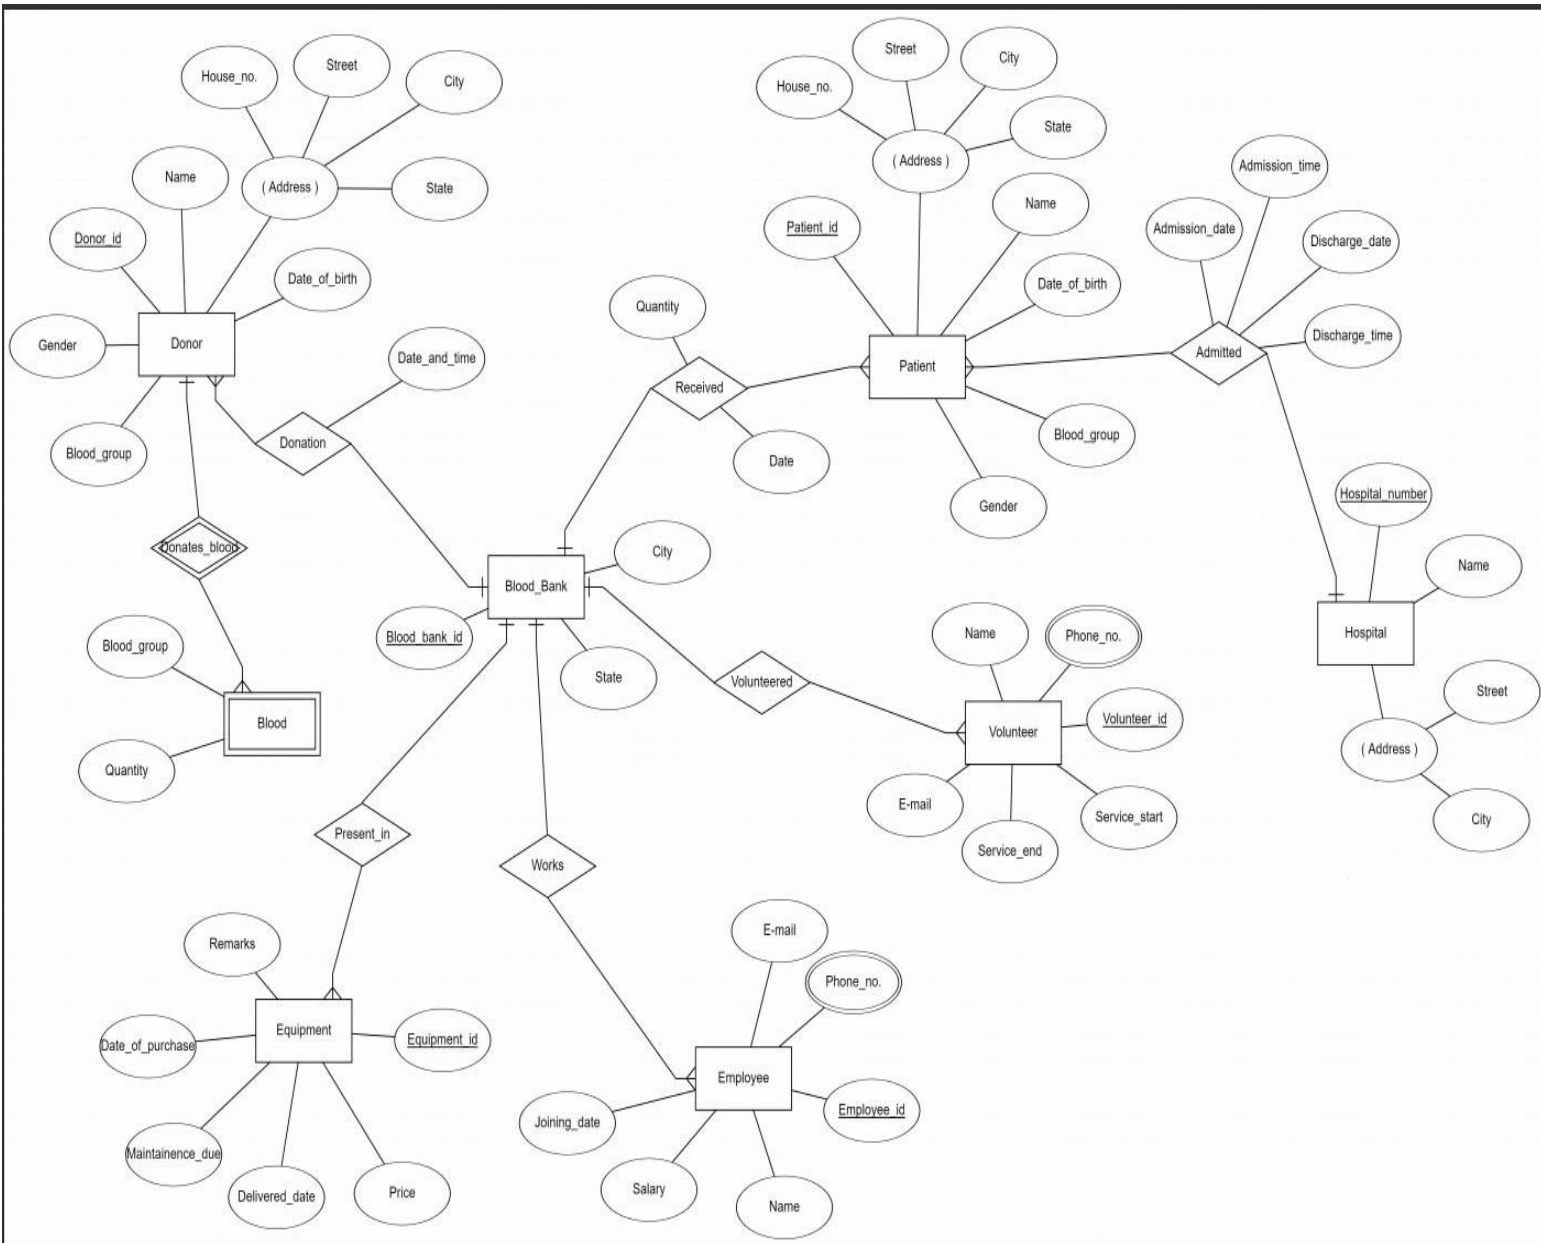 Street
City
House_no.
State
( Address )
Patient_id
Name
Date_of_birth
Quantity
Patient
Received
Date
Blood_group
Gender
Admission_time
Admission_date
Discharge_date
Discharge_time
Admitted
Hospital_number
Name
Hospital
Street
( Address )
City
House_no.
Street
City
Name
( Address )
State
Donor_id
Date_of_birth
Gender
Donor
Date_and_time
Blood_group
Donation
Donates_blood
Blood_group
Blood
Quantity
City
Blood_Bank
Blood_bank_id
State
Volunteered
Name
Phone_no.
Volunteer_id
Volunteer
E-mail
Service_start
Service_end
Present_in
Works
Remarks
Equipment
Equipment_id
Date_of_purchase
Maintainence_due
Delivered_date
Price
E-mail
Phone_no.
Employee
Employee_id
Joining_date
Salary
Name